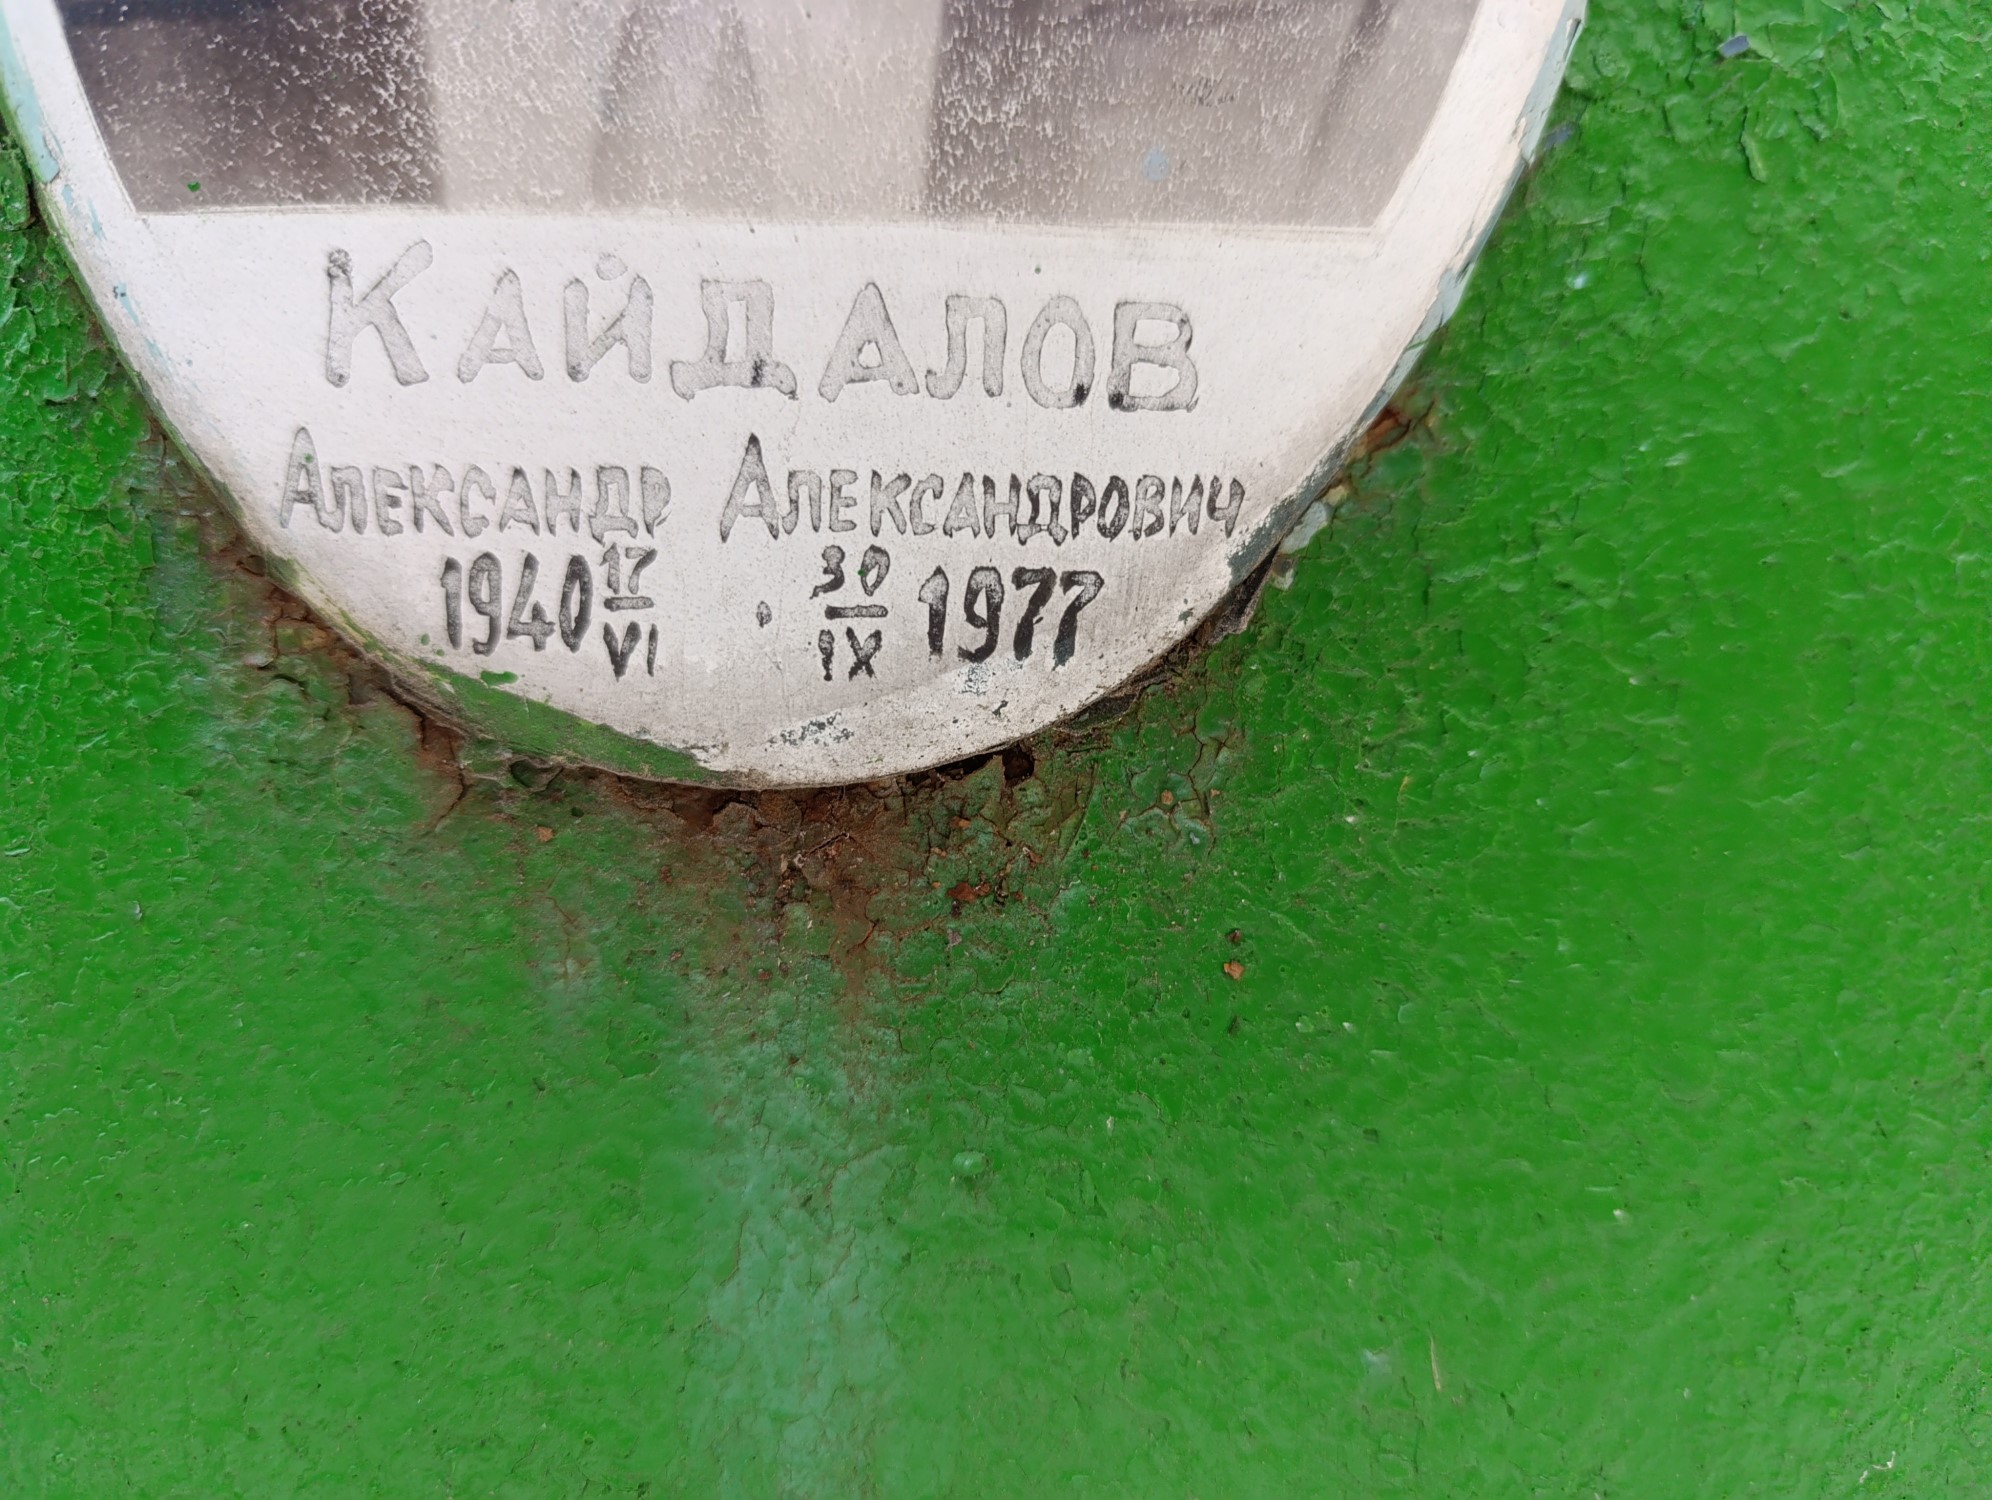 КАЙДАЛОВ
АЛЕКСАНДР АЛЕКСАНДРОВИЧ
1940 17/VI · 30/IX 1977